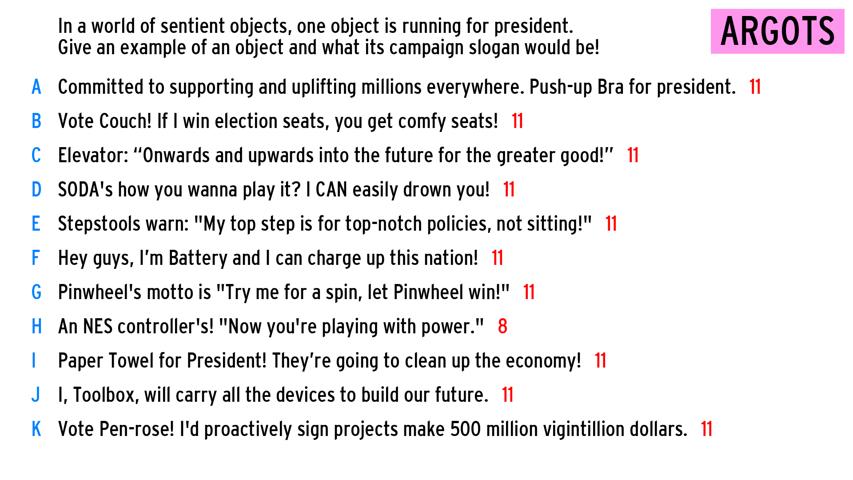 In a world of sentient objects, one object is running for president.
Give an example of an object and what its campaign slogan would be!
ARGOTS
A Committed to supporting and uplifting millions everywhere. Push-up Bra for president. 11
B Vote Couch! If I win election seats, you get comfy seats! 11
C Elevator: “Onwards and upwards into the future for the greater good!” 11
D SODA's how you wanna play it? I CAN easily drown you! 11
E Stepstools warn: "My top step is for top-notch policies, not sitting!" 11
F Hey guys, I’m Battery and I can charge up this nation! 11
G Pinwheel's motto is "Try me for a spin, let Pinwheel win!" 11
H An NES controller's! "Now you're playing with power." 8
I Paper Towel for President! They’re going to clean up the economy! 11
J I, Toolbox, will carry all the devices to build our future. 11
K Vote Pen-rose! I'd proactively sign projects make 500 million vigintillion dollars. 11